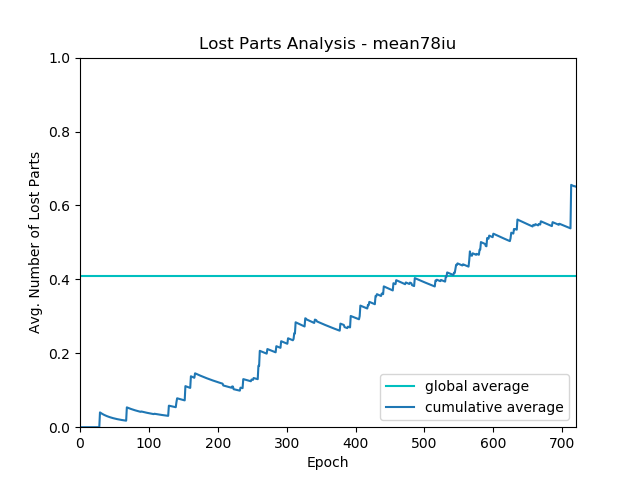 Lost Parts Analysis - mean78iu
1.0
0.8
0.6
0.4
0.2
0.0
Avg. Number of Lost Parts
0 100 200 300 400 500 600 700
Epoch
global average
cumulative average